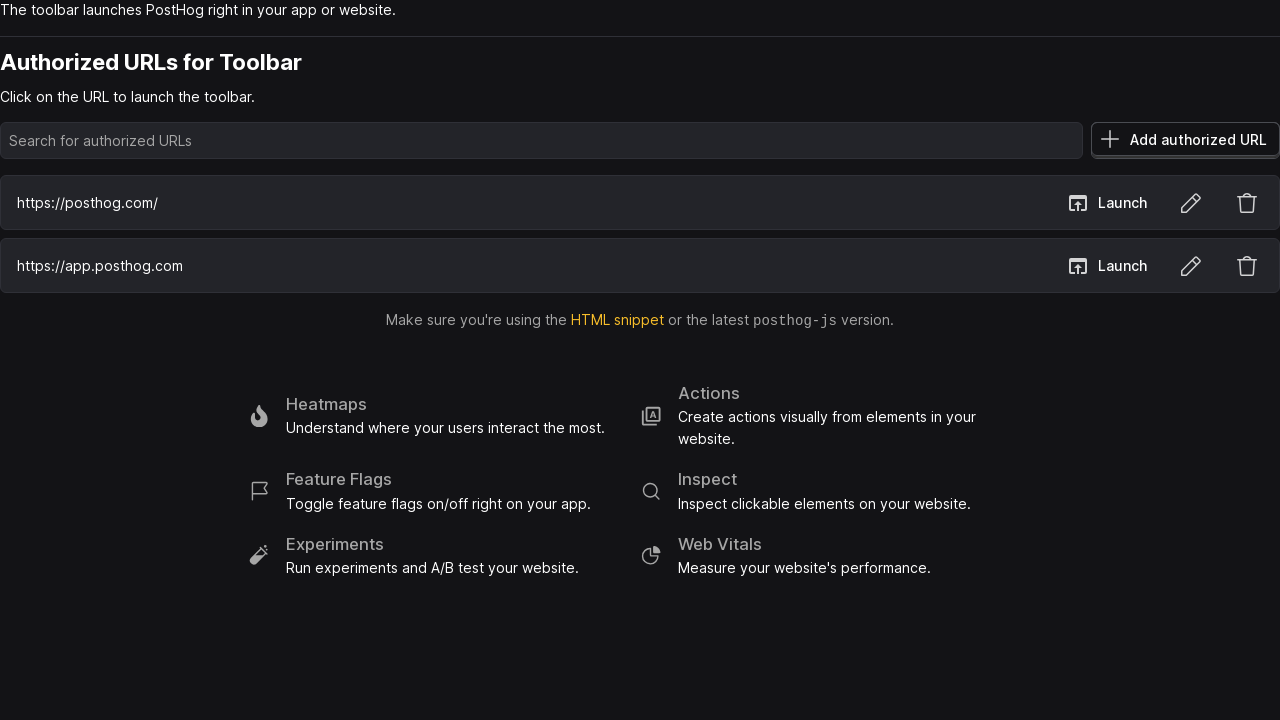 The toolbar launches PostHog right in your app or website.
Authorized URLs for Toolbar
Click on the URL to launch the toolbar.
Search for authorized URLs
Add authorized URL
https://posthog.com/
Launch
https://app.posthog.com
Launch
Make sure you're using the HTML snippet or the latest posthog-js version.
Heatmaps
Understand where your users interact the most.
Actions
Create actions visually from elements in your
website.
Feature Flags
Toggle feature flags on/off right on your app.
Inspect
Inspect clickable elements on your website.
Experiments
Run experiments and A/B test your website.
Web Vitals
Measure your website's performance.